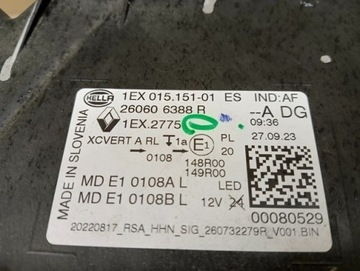 HELLA
1EX 015.151-01 ES IND:AF
26060 6388 R --A DG
1EX.2775 09:36
XCVERT A RL 1a E1 PL 27.09.23
0108 20
148R00
149R00
MD E1 0108A L LED
MD E1 0108B L 12V 24
00080529
MADE IN SLOVENIA
20220817_RSA_HHN_SIG_260732279R_V001.BIN